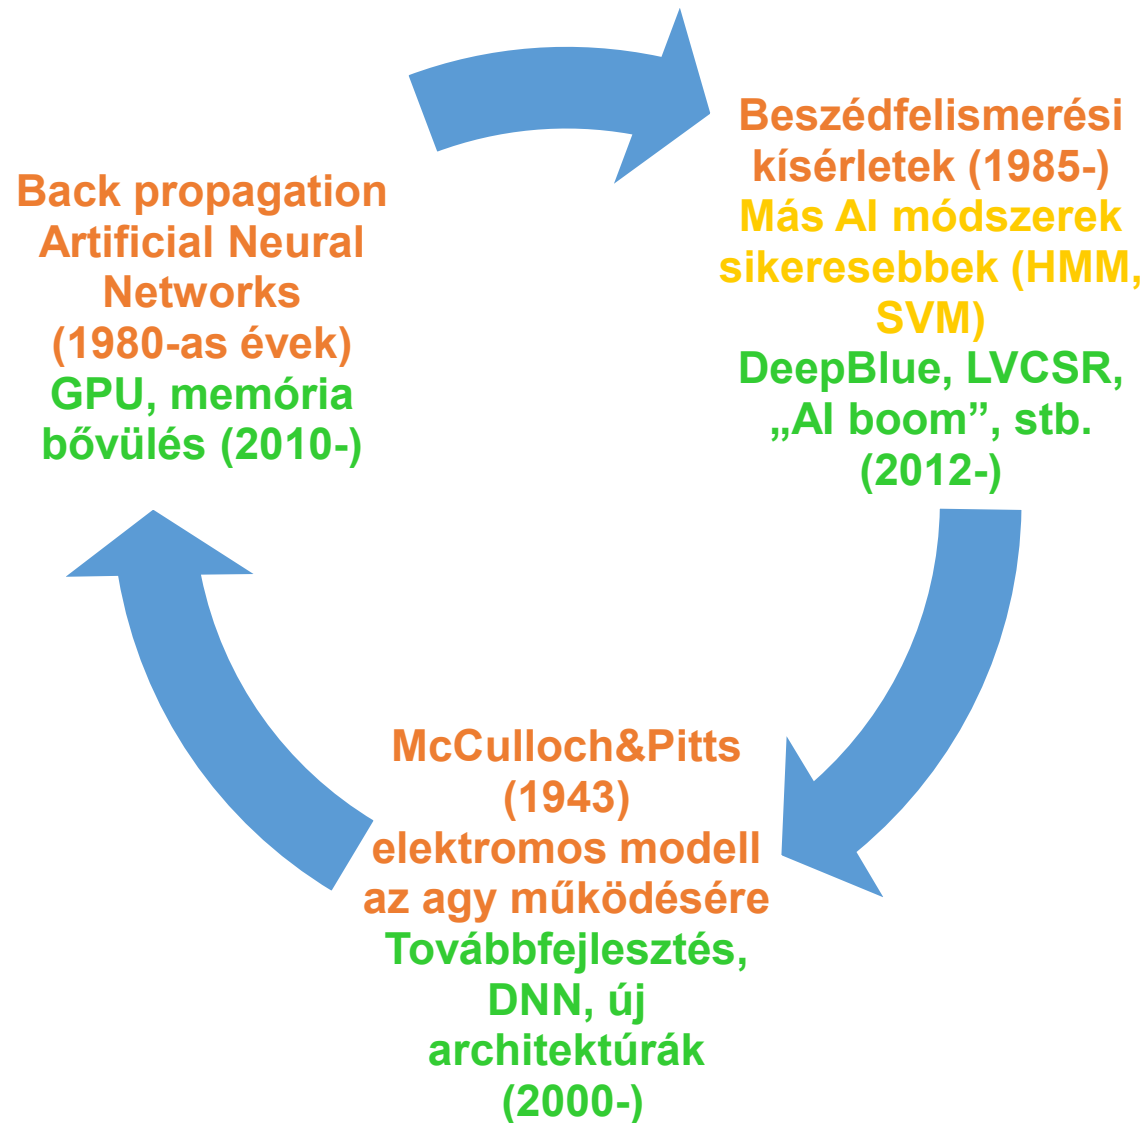 Back propagation
Artificial Neural
Networks
(1980-as évek)
GPU, memória
bővülés (2010-)
Beszédfelismerési
kísérletek (1985-)
Más AI módszerek
sikeresebbek (HMM,
SVM)
DeepBlue, LVCSR,
„AI boom”, stb.
(2012-)
McCulloch&Pitts
(1943)
elektromos modell
az agy működésére
Továbbfejlesztés,
DNN, új
architektúrák
(2000-)